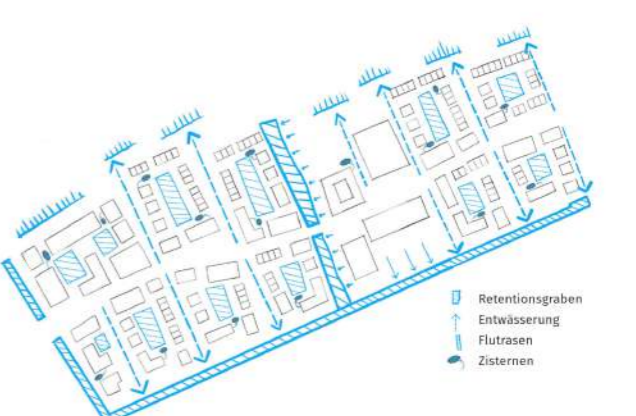 Retentionsgraben
Entwässerung
Flutrasen
Zisternen